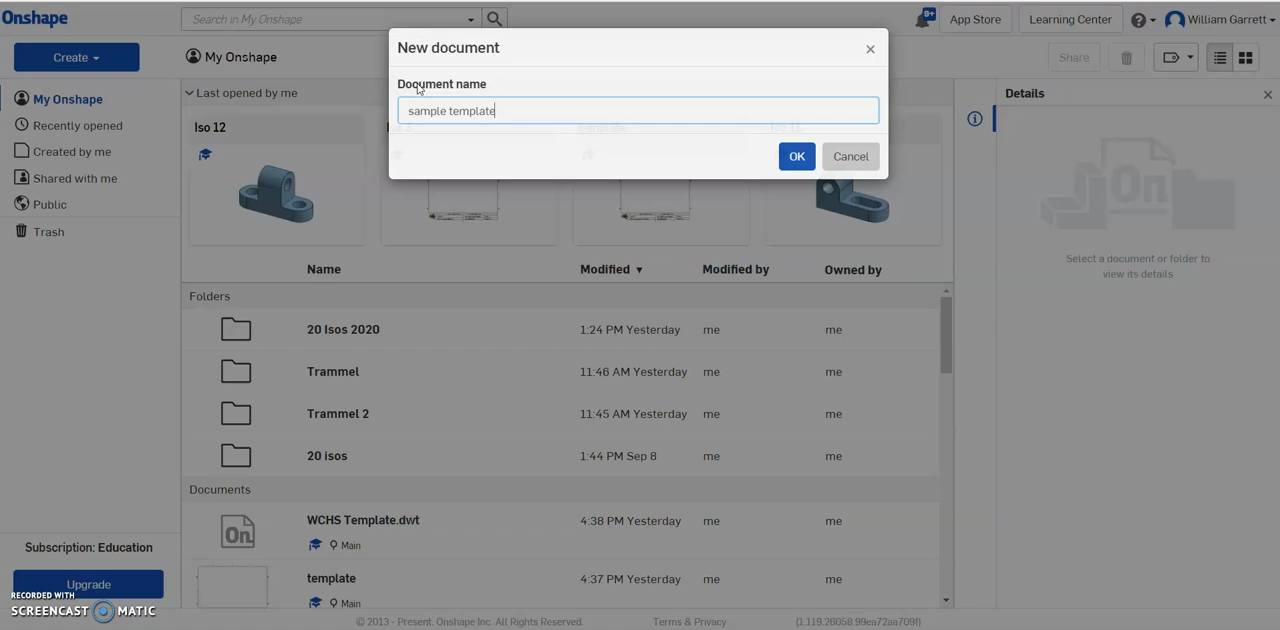 Onshape
Search in My Onshape
9+
App Store
Learning Center
William Garrett
Create
My Onshape
Share
New document
Document name
sample template
OK
Cancel
My Onshape
Recently opened
Created by me
Shared with me
Public
Trash
Last opened by me
Iso 12
Details
Select a document or folder to
view its details
Name
Modified
Modified by
Owned by
Folders
20 Isos 2020
1:24 PM Yesterday
me
me
Trammel
11:46 AM Yesterday
me
me
Trammel 2
11:45 AM Yesterday
me
me
20 isos
1:44 PM Sep 8
me
me
Documents
WCHS Template.dwt
4:38 PM Yesterday
me
me
Main
template
4:37 PM Yesterday
me
me
Main
Subscription: Education
Upgrade
RECORDED WITH
SCREENCAST MATIC
© 2013 - Present. Onshape Inc. All Rights Reserved.
Terms & Privacy
(1.119.26058.99ea72aa709f)